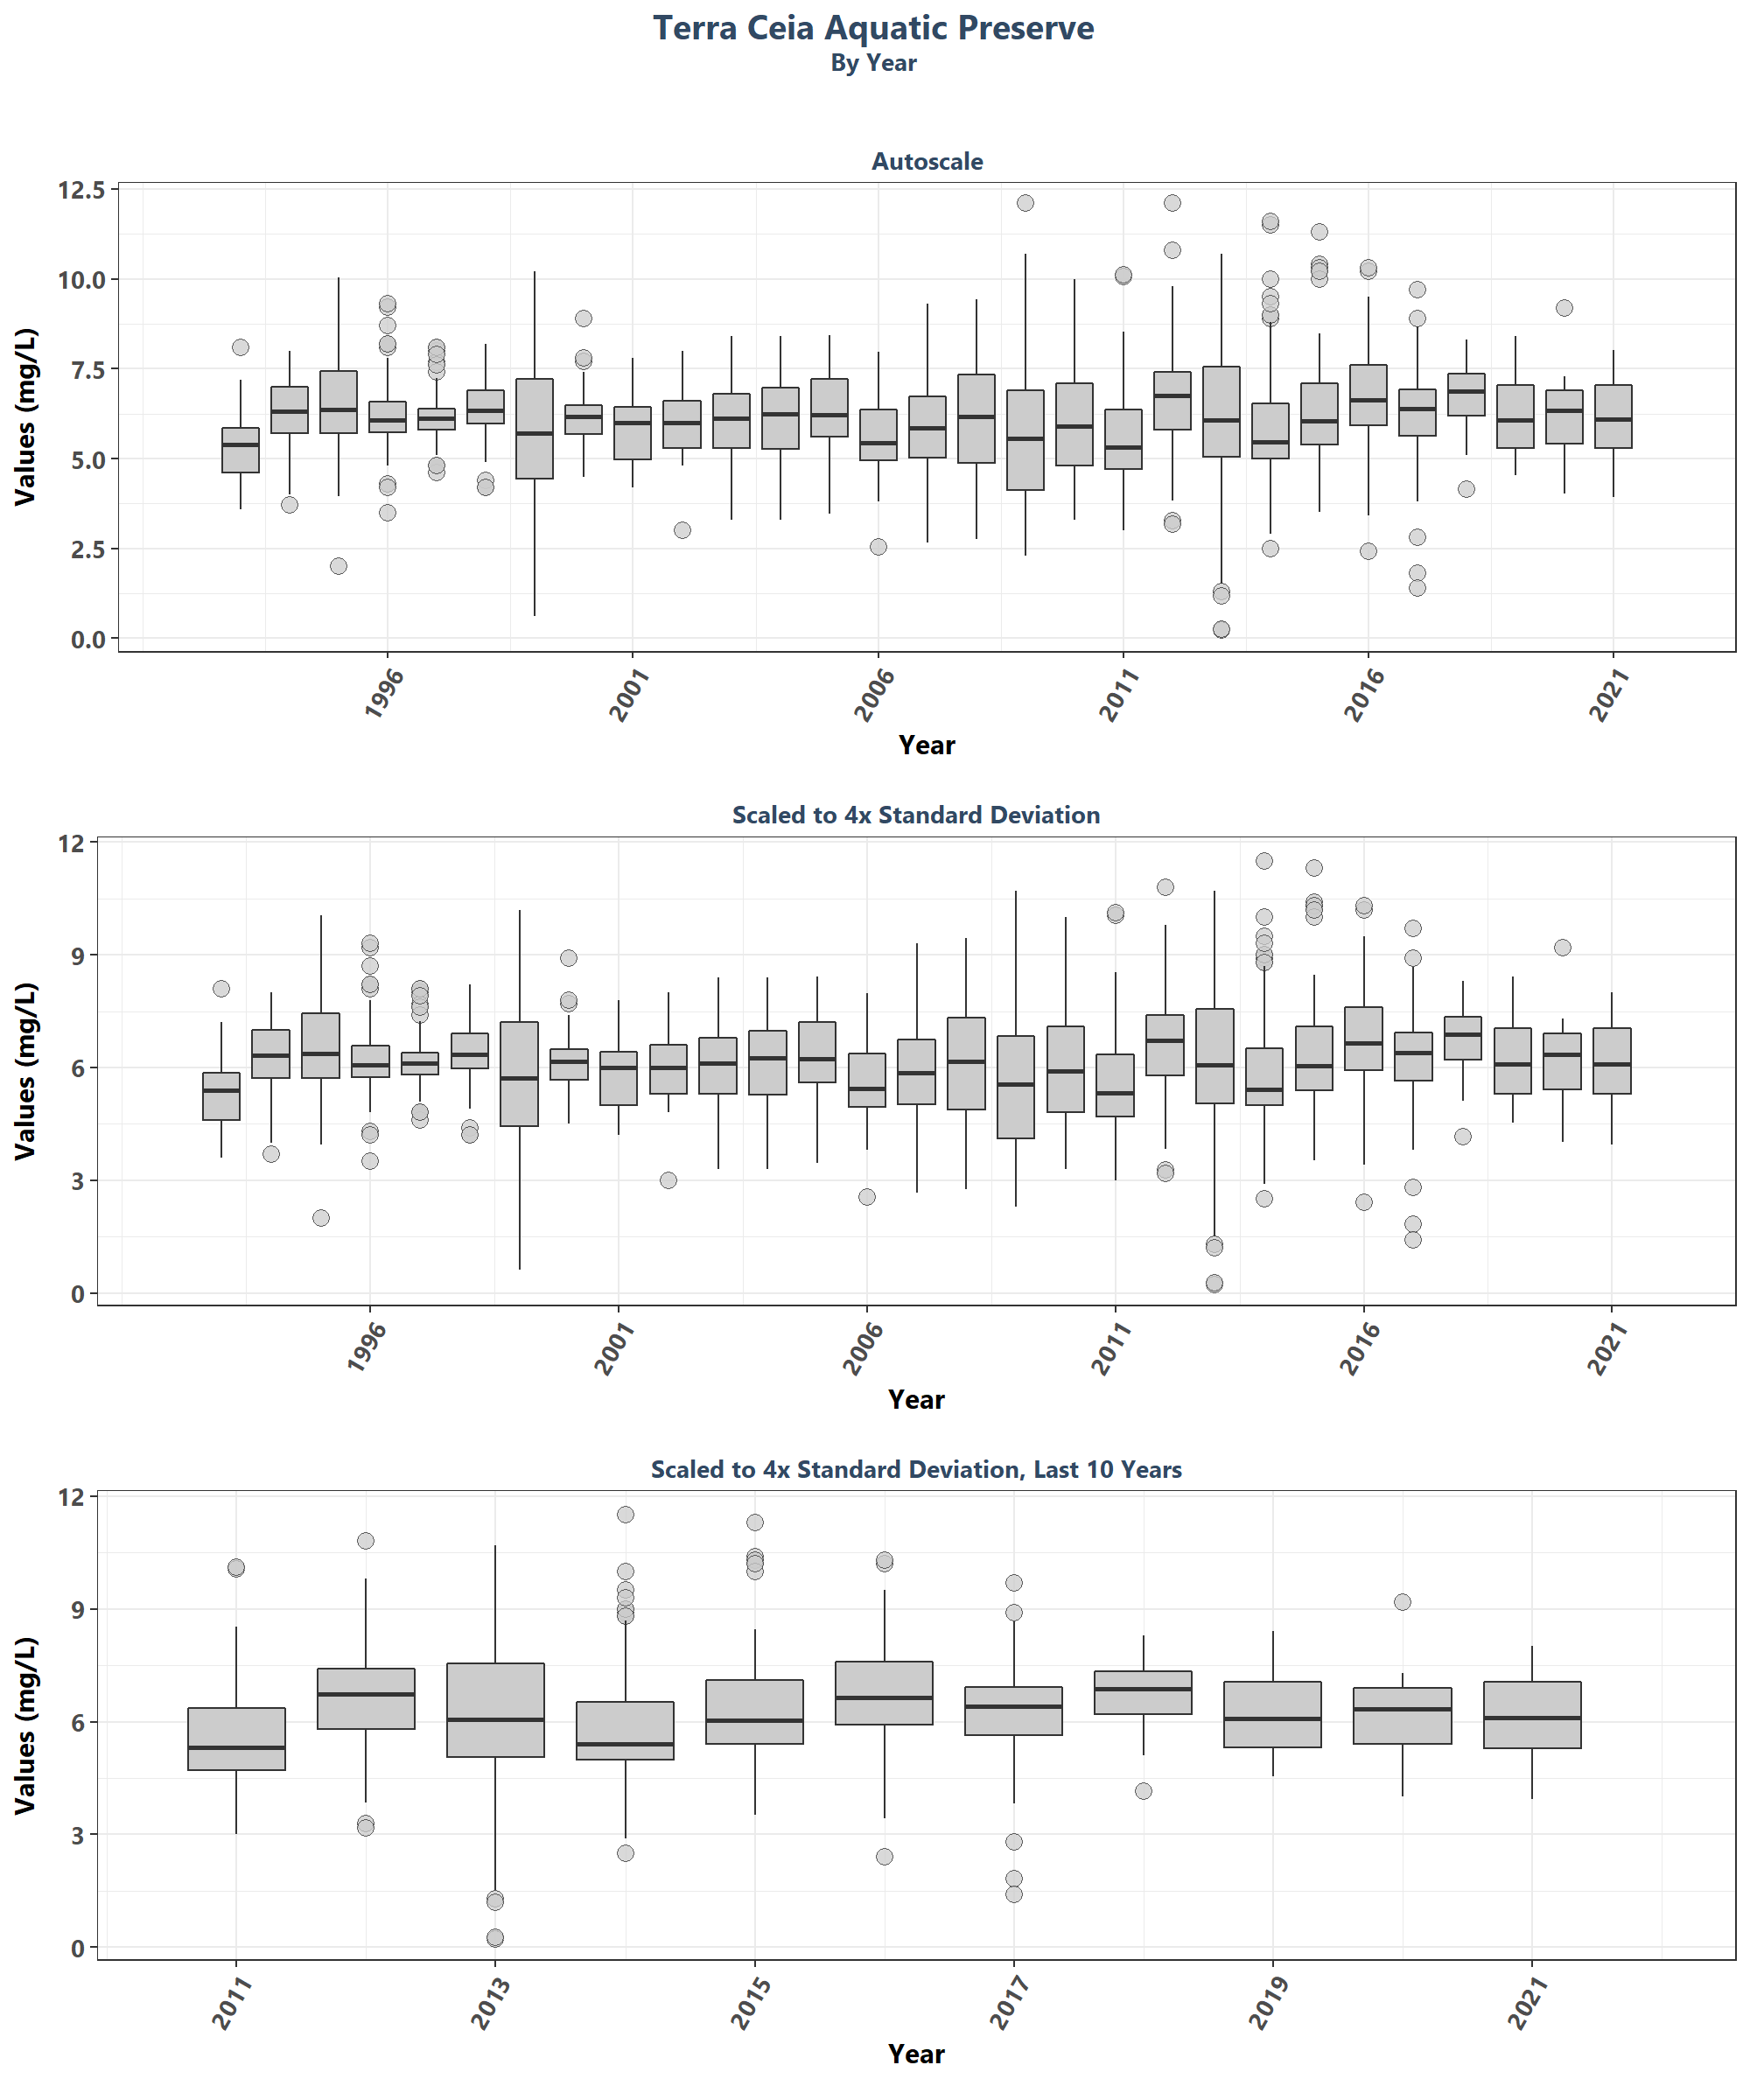 Terra Ceia Aquatic Preserve
By Year
Autoscale
Values (mg/L)
12.5
10.0
7.5
5.0
2.5
0.0
1996 2001 2006 2011 2016 2021
Year
Scaled to 4x Standard Deviation
Values (mg/L)
12
9
6
3
0
1996 2001 2006 2011 2016 2021
Year
Scaled to 4x Standard Deviation, Last 10 Years
Values (mg/L)
12
9
6
3
0
2011 2013 2015 2017 2019 2021
Year